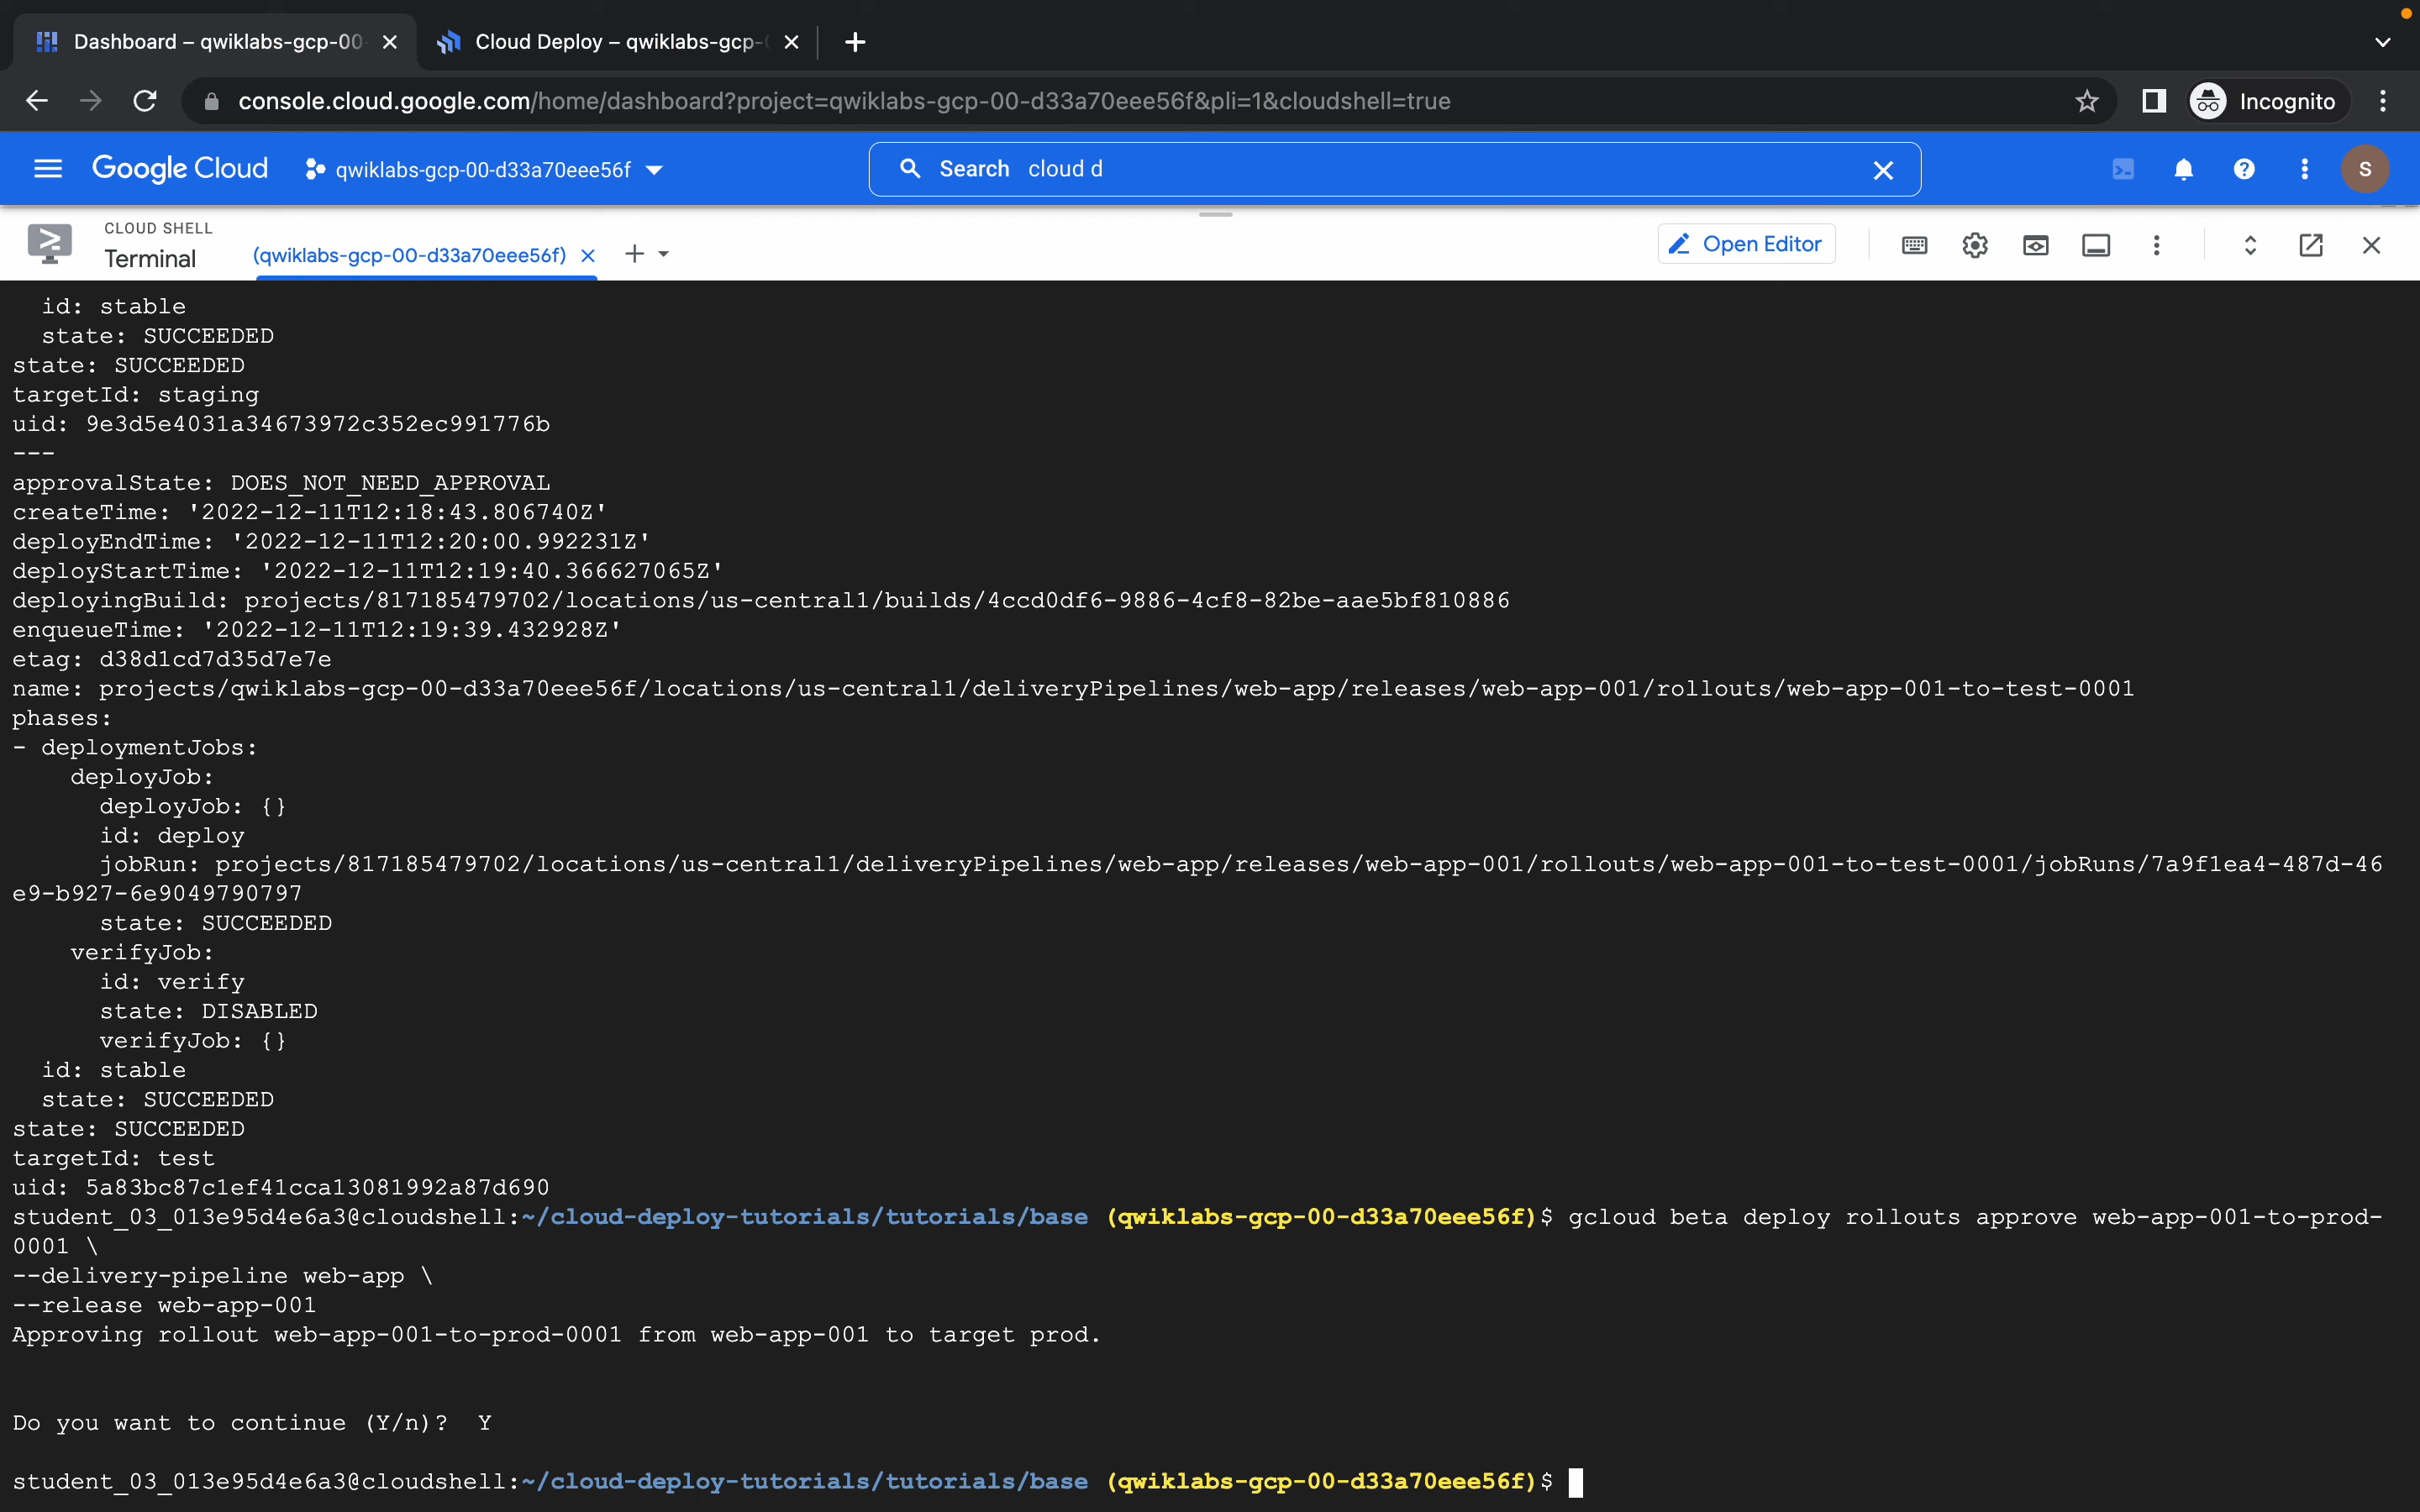 Dashboard – qwiklabs-gcp-00
Cloud Deploy – qwiklabs-gcp-
console.cloud.google.com/home/dashboard?project=qwiklabs-gcp-00-d33a70eee56f&pli=1&cloudshell=true
Incognito
Google Cloud
qwiklabs-gcp-00-d33a70eee56f
Search cloud d
S
CLOUD SHELL
Terminal
(qwiklabs-gcp-00-d33a70eee56f)
Open Editor
  id: stable
  state: SUCCEEDED
state: SUCCEEDED
targetId: staging
uid: 9e3d5e4031a34673972c352ec991776b
---
approvalState: DOES_NOT_NEED_APPROVAL
createTime: '2022-12-11T12:18:43.806740Z'
deployEndTime: '2022-12-11T12:20:00.992231Z'
deployStartTime: '2022-12-11T12:19:40.366627065Z'
deployingBuild: projects/817185479702/locations/us-central1/builds/4ccd0df6-9886-4cf8-82be-aae5bf810886
enqueueTime: '2022-12-11T12:19:39.432928Z'
etag: d38d1cd7d35d7e7e
name: projects/qwiklabs-gcp-00-d33a70eee56f/locations/us-central1/deliveryPipelines/web-app/releases/web-app-001/rollouts/web-app-001-to-test-0001
phases:
- deploymentJobs:
    deployJob:
      deployJob: {}
      id: deploy
      jobRun: projects/817185479702/locations/us-central1/deliveryPipelines/web-app/releases/web-app-001/rollouts/web-app-001-to-test-0001/jobRuns/7a9f1ea4-487d-46
e9-b927-6e9049790797
      state: SUCCEEDED
    verifyJob:
      id: verify
      state: DISABLED
      verifyJob: {}
  id: stable
  state: SUCCEEDED
state: SUCCEEDED
targetId: test
uid: 5a83bc87c1ef41cca13081992a87d690
student_03_013e95d4e6a3@cloudshell:~/cloud-deploy-tutorials/tutorials/base (qwiklabs-gcp-00-d33a70eee56f)$ gcloud beta deploy rollouts approve web-app-001-to-prod-
0001 \
--delivery-pipeline web-app \
--release web-app-001
Approving rollout web-app-001-to-prod-0001 from web-app-001 to target prod.
Do you want to continue (Y/n)?  Y
student_03_013e95d4e6a3@cloudshell:~/cloud-deploy-tutorials/tutorials/base (qwiklabs-gcp-00-d33a70eee56f)$